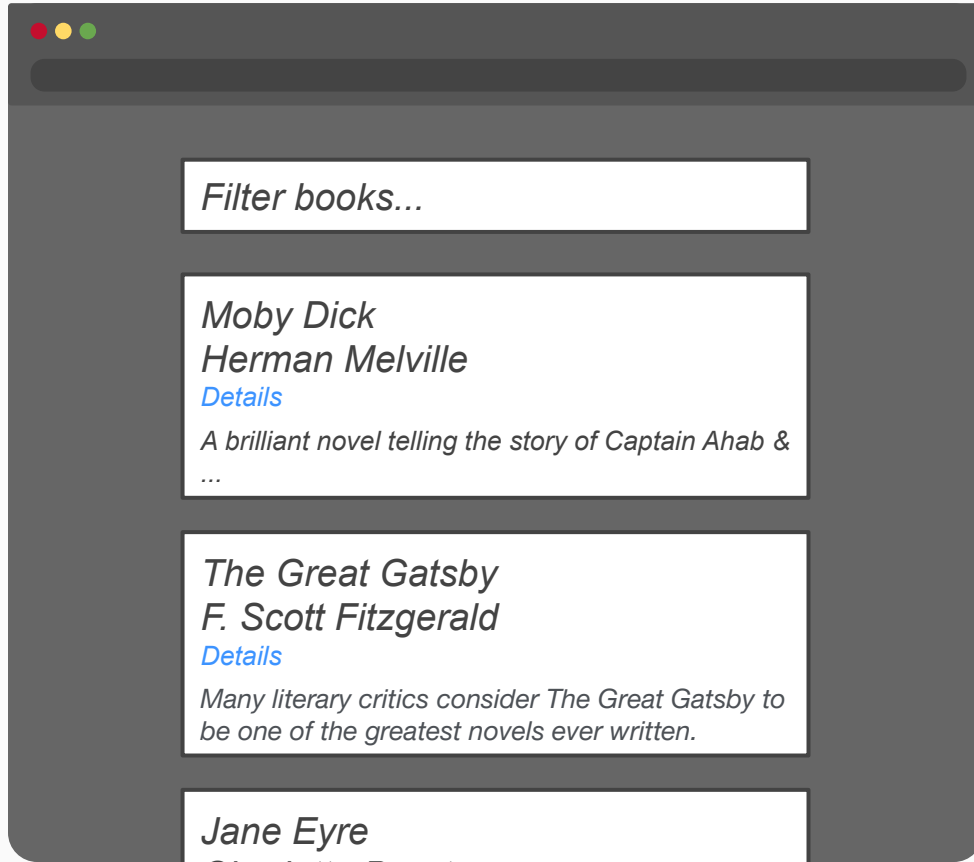 Filter books...
Moby Dick
Herman Melville
Details
A brilliant novel telling the story of Captain Ahab &
...
The Great Gatsby
F. Scott Fitzgerald
Details
Many literary critics consider The Great Gatsby to
be one of the greatest novels ever written.
Jane Eyre